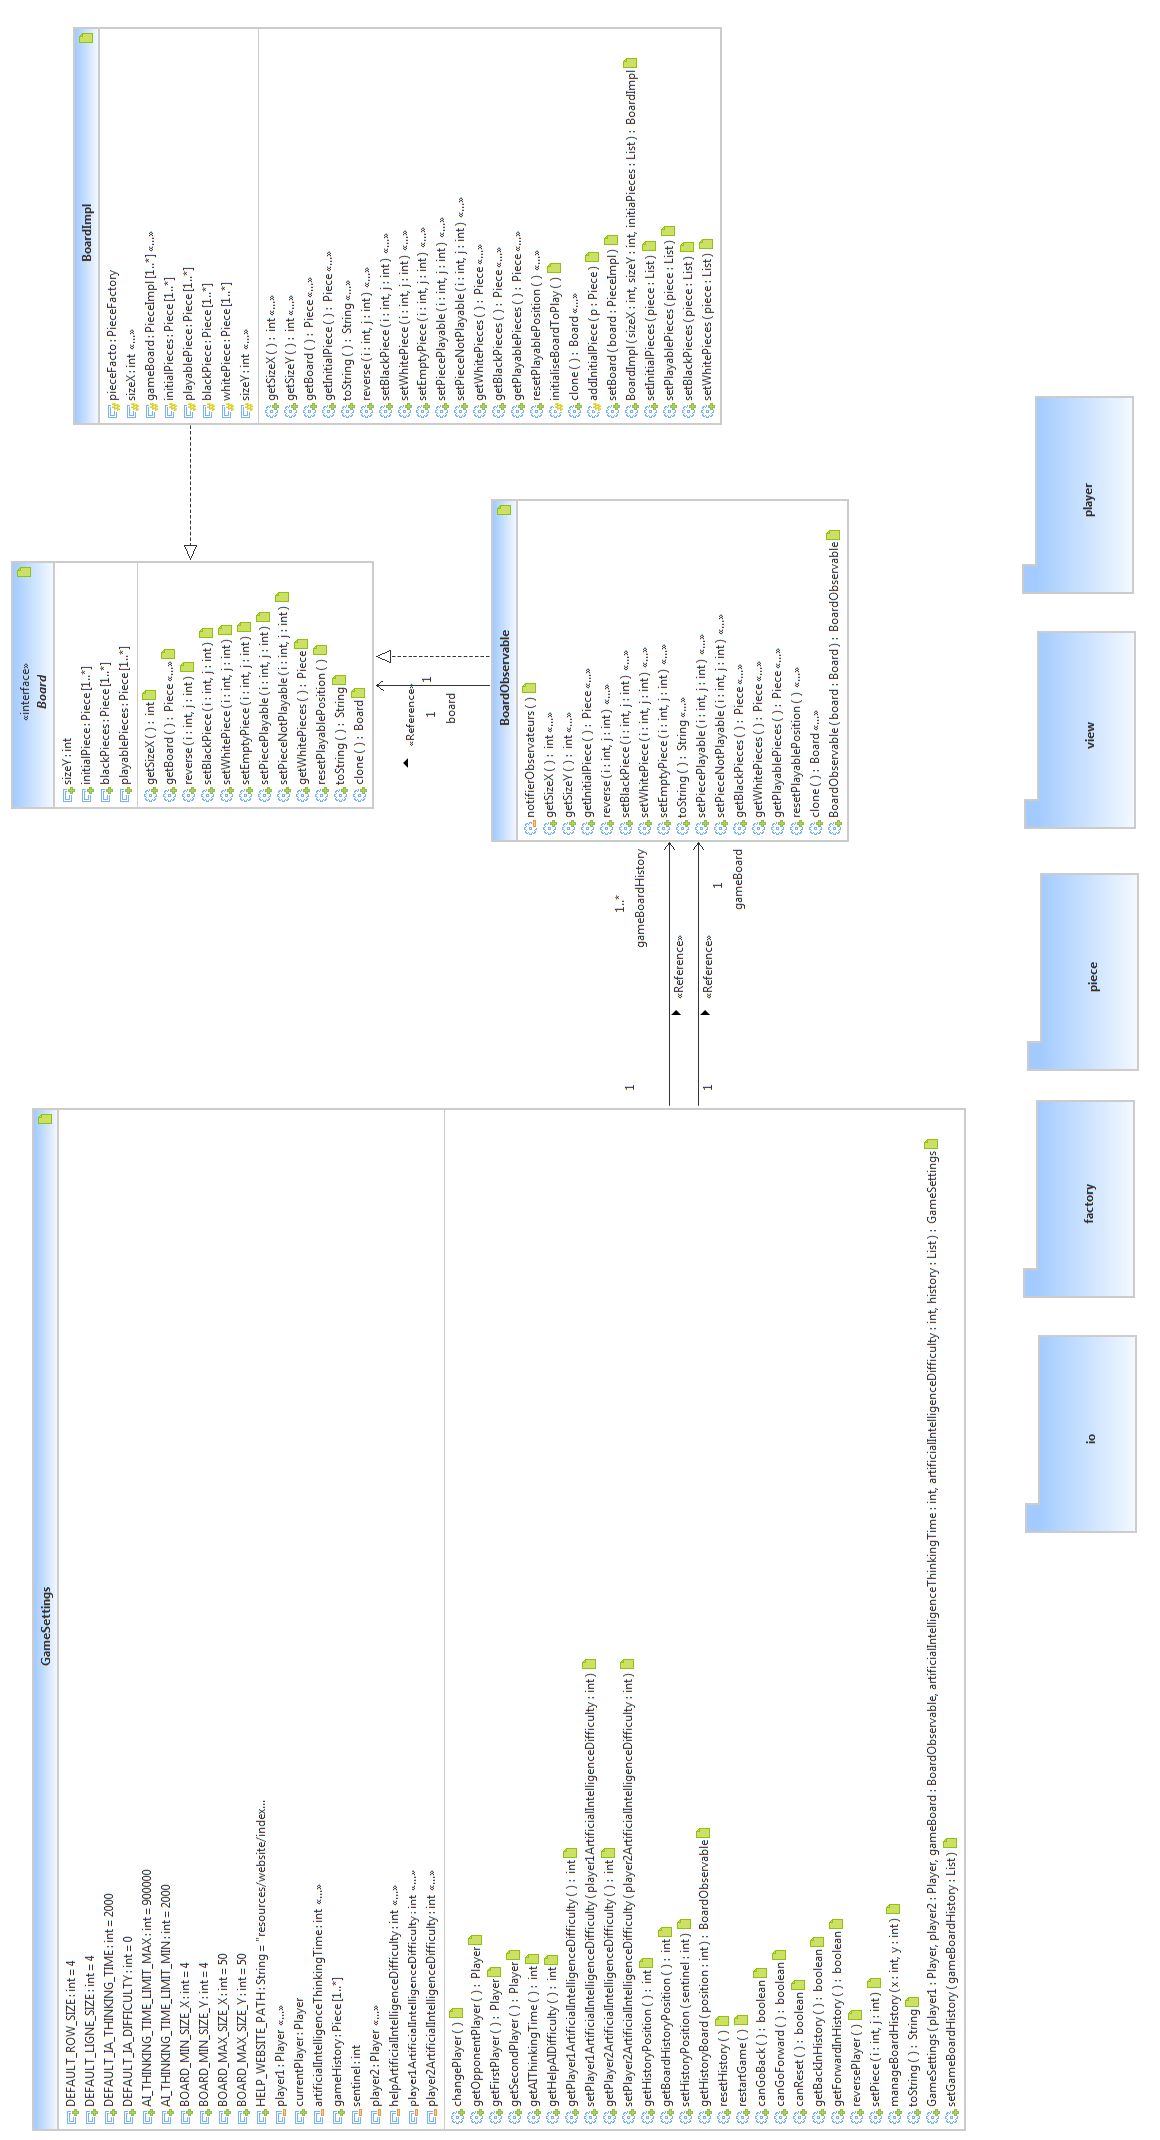 GameSettings
DEFAULT_ROW_SIZE: int = 4
DEFAULT_LIGNE_SIZE: int = 4
DEFAULT_IA_THINKING_TIME: int = 2000
DEFAULT_IA_DIFFICULTY: int = 0
AI_THINKING_TIME_LIMIT_MAX: int = 900000
AI_THINKING_TIME_LIMIT_MIN: int = 2000
BOARD_MIN_SIZE_X: int = 4
BOARD_MIN_SIZE_Y: int = 4
BOARD_MAX_SIZE_X: int = 50
BOARD_MAX_SIZE_Y: int = 50
HELP_WEBSITE_PATH: String = "resources/website/index...
player1: Player «...»
currentPlayer: Player
artificialIntelligenceThinkingTime: int «...»
gameHistory: Piece [1..*]
sentinel: int
player2: Player «...»
helpArtificialIntelligenceDifficulty: int «...»
player1ArtificialIntelligenceDifficulty: int «...»
player2ArtificialIntelligenceDifficulty: int «...»
changePlayer ( )
getOpponentPlayer ( ) : Player
getFirstPlayer ( ) : Player
getSecondPlayer ( ) : Player
getAIThinkingTime ( ) : int
getHelpAIDifficulty ( ) : int
getPlayer1ArtificialIntelligenceDifficulty ( ) : int
setPlayer1ArtificialIntelligenceDifficulty ( player1ArtificialIntelligenceDifficulty : int )
getPlayer2ArtificialIntelligenceDifficulty ( ) : int
setPlayer2ArtificialIntelligenceDifficulty ( player2ArtificialIntelligenceDifficulty : int )
getHistoryPosition ( ) : int
getBoardHistoryPosition ( ) : int
setHistoryPosition ( sentinel : int )
getHistoryBoard ( position : int ) : BoardObservable
resetHistory ( )
restartGame ( )
canGoBack ( ) : boolean
canGoForward ( ) : boolean
canReset ( ) : boolean
getBackInHistory ( ) : boolean
getForwardInHistory ( ) : boolean
reversePlayer ( )
setPiece ( i : int, j : int )
manageBoardHistory ( x : int, y : int )
toString ( ) : String
GameSettings ( player1 : Player, player2 : Player, gameBoard : BoardObservable, artificialIntelligenceThinkingTime : int, artificialIntelligenceDifficulty : int, history : List ) : GameSettings
setGameBoardHistory ( gameBoardHistory : List )
1
1..*
gameBoardHistory
«Reference»
«Reference»
1
1
gameBoard
«interface»
Board
sizeY: int
initialPiece: Piece [1..*]
blackPieces: Piece [1..*]
playablePieces: Piece [1..*]
getSizeX ( ) : int
getBoard ( ) : Piece «...»
reverse ( i : int, j : int )
setBlackPiece ( i : int, j : int )
setWhitePiece ( i : int, j : int )
setEmptyPiece ( i : int, j : int )
setPiecePlayable ( i : int, j : int )
setPieceNotPlayable ( i : int, j : int )
getWhitePieces ( ) : Piece
resetPlayablePosition ( )
toString ( ) : String
clone ( ) : Board
«Reference»
1
1
board
BoardObservable
notifierObservateurs ( )
getSizeX ( ) : int «...»
getSizeY ( ) : int «...»
getInitialPiece ( ) : Piece «...»
reverse ( i : int, j : int ) «...»
setBlackPiece ( i : int, j : int ) «...»
setWhitePiece ( i : int, j : int ) «...»
setEmptyPiece ( i : int, j : int ) «...»
toString ( ) : String «...»
setPiecePlayable ( i : int, j : int ) «...»
setPieceNotPlayable ( i : int, j : int ) «...»
getBlackPieces ( ) : Piece «...»
getWhitePieces ( ) : Piece «...»
getPlayablePieces ( ) : Piece «...»
resetPlayablePosition ( ) «...»
clone ( ) : Board «...»
BoardObservable ( board : Board ) : BoardObservable
BoardImpl
pieceFacto: PieceFactory
sizeX: int «...»
gameBoard: PieceImpl [1..*] «...»
initialPieces: Piece [1..*]
playablePiece: Piece [1..*]
blackPiece: Piece [1..*]
whitePiece: Piece [1..*]
sizeY: int «...»
getSizeX ( ) : int «...»
getSizeY ( ) : int «...»
getBoard ( ) : Piece «...»
getInitialPiece ( ) : Piece «...»
toString ( ) : String «...»
reverse ( i : int, j : int ) «...»
setBlackPiece ( i : int, j : int ) «...»
setWhitePiece ( i : int, j : int ) «...»
setEmptyPiece ( i : int, j : int ) «...»
setPiecePlayable ( i : int, j : int ) «...»
setPieceNotPlayable ( i : int, j : int ) «...»
getWhitePieces ( ) : Piece «...»
getBlackPieces ( ) : Piece «...»
getPlayablePieces ( ) : Piece «...»
resetPlayablePosition ( ) «...»
initialiseBoardToPlay ( )
clone ( ) : Board «...»
addInitialPiece ( p : Piece )
setBoard ( board : PieceImpl )
BoardImpl ( sizeX : int, sizeY : int, initiaPieces : List ) : BoardImpl
setInitialPieces ( piece : List )
setPlayablePieces ( piece : List )
setBlackPieces ( piece : List )
setWhitePieces ( piece : List )
io
factory
piece
view
player